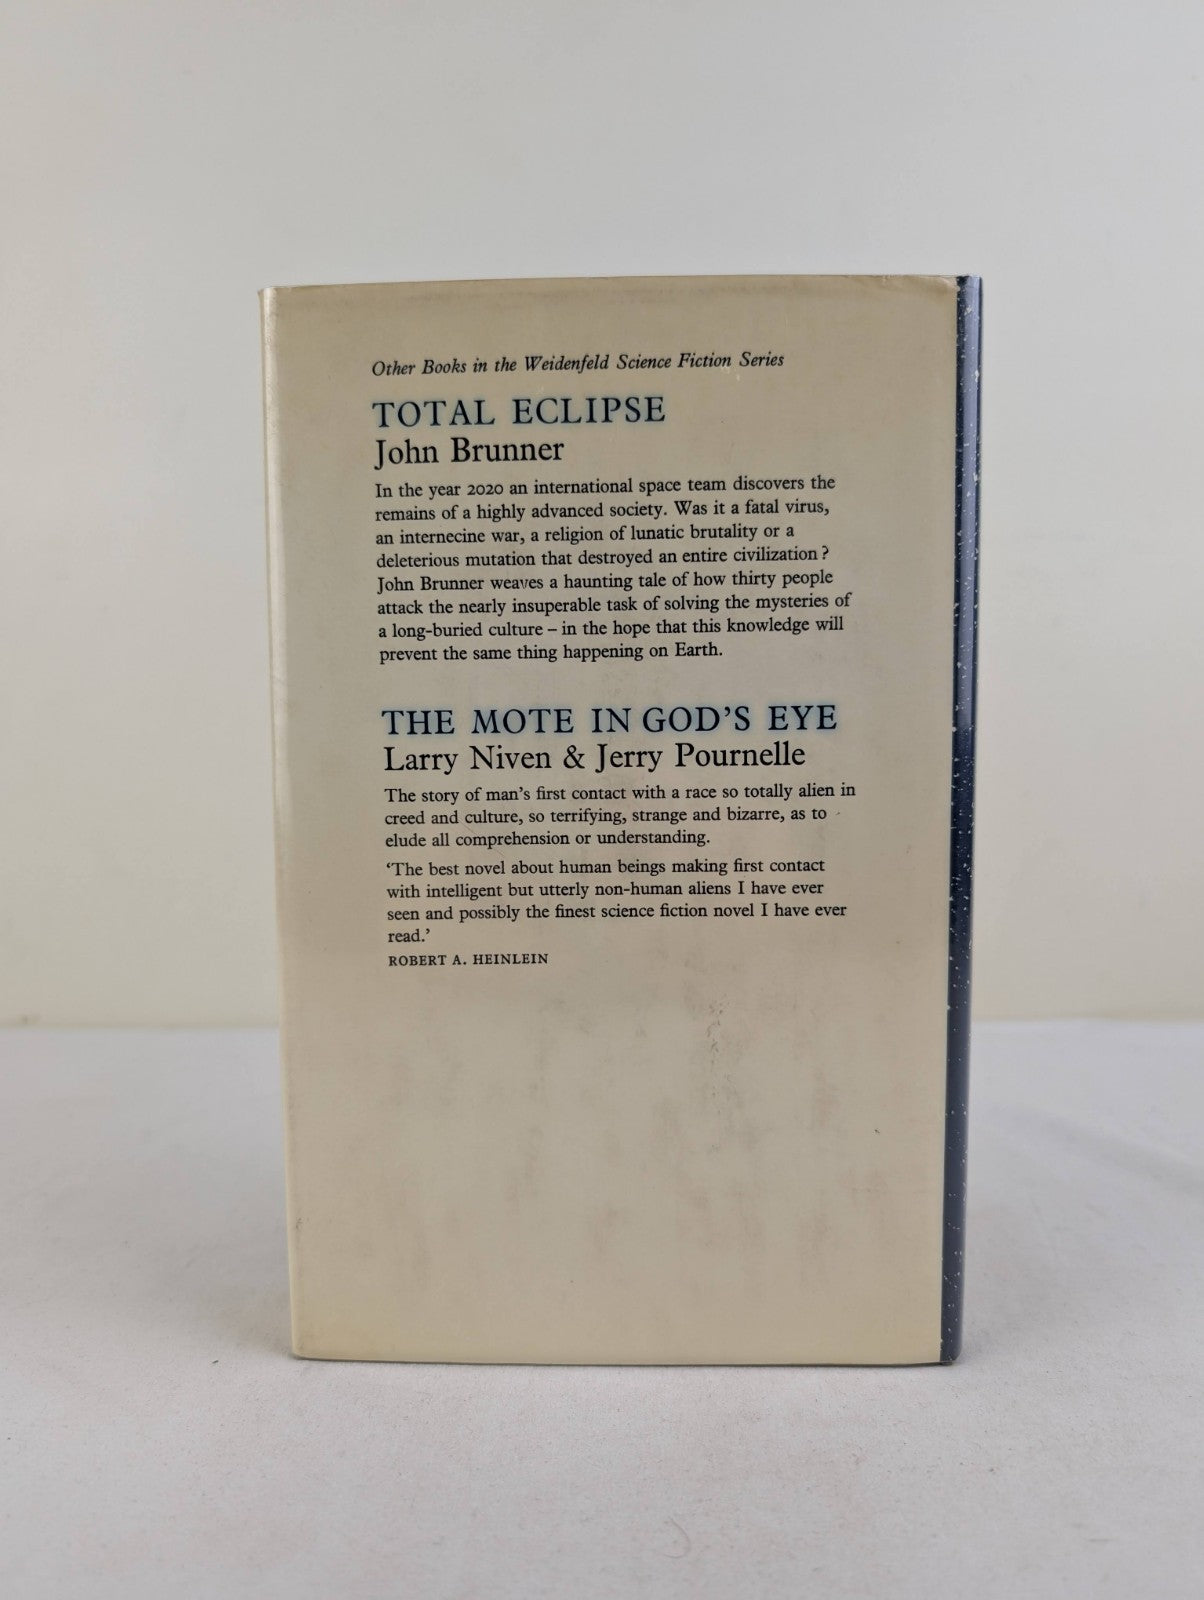 Other Books in the Weidenfeld Science Fiction Series
TOTAL ECLIPSE
John Brunner
In the year 2020 an international space team discovers the
remains of a highly advanced society. Was it a fatal virus,
an internecine war, a religion of lunatic brutality or a
deleterious mutation that destroyed an entire civilization?
John Brunner weaves a haunting tale of how thirty people
attack the nearly insuperable task of solving the mysteries of
a long-buried culture – in the hope that this knowledge will
prevent the same thing happening on Earth.
THE MOTE IN GOD'S EYE
Larry Niven & Jerry Pournelle
The story of man's first contact with a race so totally alien in
creed and culture, so terrifying, strange and bizarre, as to
elude all comprehension or understanding.
‘The best novel about human beings making first contact
with intelligent but utterly non-human aliens I have ever
seen and possibly the finest science fiction novel I have ever
read.’
ROBERT A. HEINLEIN